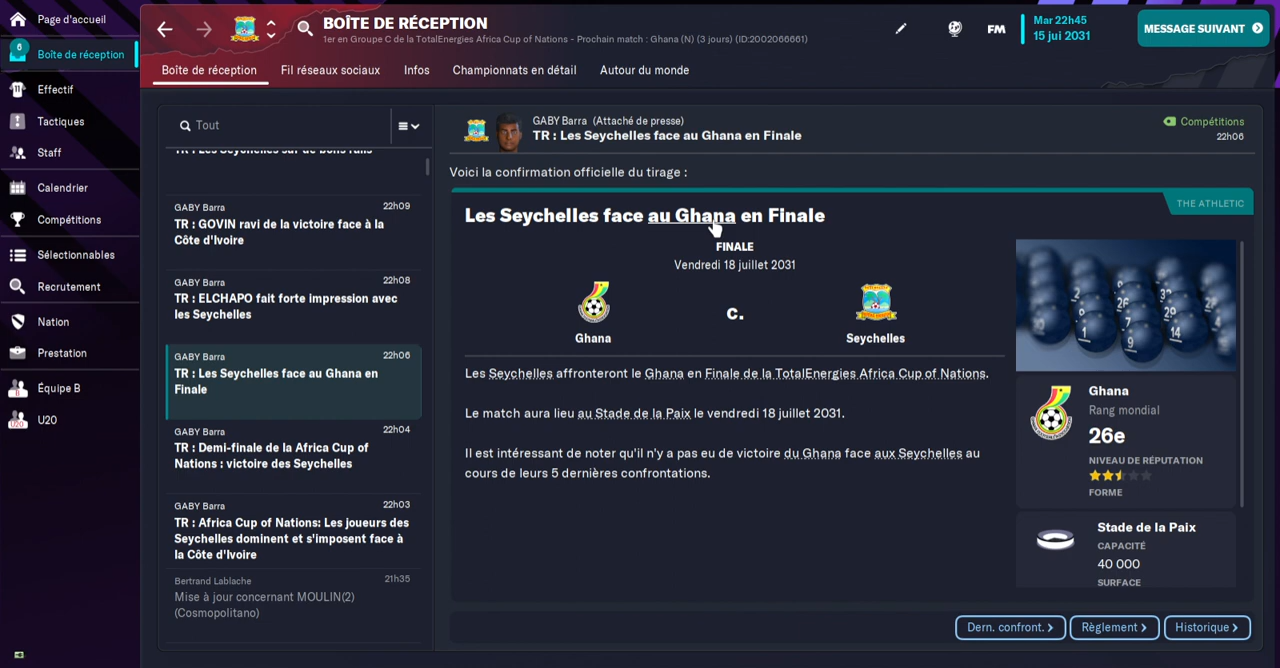 Page d'accueil
6
Boîte de réception
Effectif
Tactiques
Staff
Calendrier
Compétitions
Sélectionnables
Recrutement
Nation
Prestation
Équipe B
U20
BOÎTE DE RÉCEPTION
1er en Groupe C de la TotalEnergies Africa Cup of Nations - Prochain match : Ghana (N) (3 jours) (ID:2002066661)
FM
Mar 22h45
15 jui 2031
MESSAGE SUIVANT
Boîte de réception
Fil réseaux sociaux
Infos
Championnats en détail
Autour du monde
Tout
TR : Les Seychelles sur de bons rails
GABY Barra 22h09
TR : GOVIN ravi de la victoire face à la
Côte d'Ivoire
GABY Barra 22h08
TR : ELCHAPO fait forte impression avec
les Seychelles
GABY Barra 22h06
TR : Les Seychelles face au Ghana en
Finale
GABY Barra 22h04
TR : Demi-finale de la Africa Cup of
Nations : victoire des Seychelles
GABY Barra 22h03
TR : Africa Cup of Nations: Les joueurs des
Seychelles dominent et s'imposent face à
la Côte d'Ivoire
Bertrand Lablache 21h35
Mise à jour concernant MOULIN(2)
(Cosmopolitano)
GABY Barra (Attaché de presse)
TR : Les Seychelles face au Ghana en Finale
Compétitions
22h06
Voici la confirmation officielle du tirage :
THE ATHLETIC
Les Seychelles face au Ghana en Finale
FINALE
Vendredi 18 juillet 2031
C.
Ghana
Seychelles
Les Seychelles affronteront le Ghana en Finale de la TotalEnergies Africa Cup of Nations.
Le match aura lieu au Stade de la Paix le vendredi 18 juillet 2031.
Il est intéressant de noter qu'il n'y a pas eu de victoire du Ghana face aux Seychelles au
cours de leurs 5 dernières confrontations.
Ghana
Rang mondial
26e
NIVEAU DE RÉPUTATION
FORME
Stade de la Paix
CAPACITÉ
40 000
SURFACE
Dern. confront.
Règlement
Historique